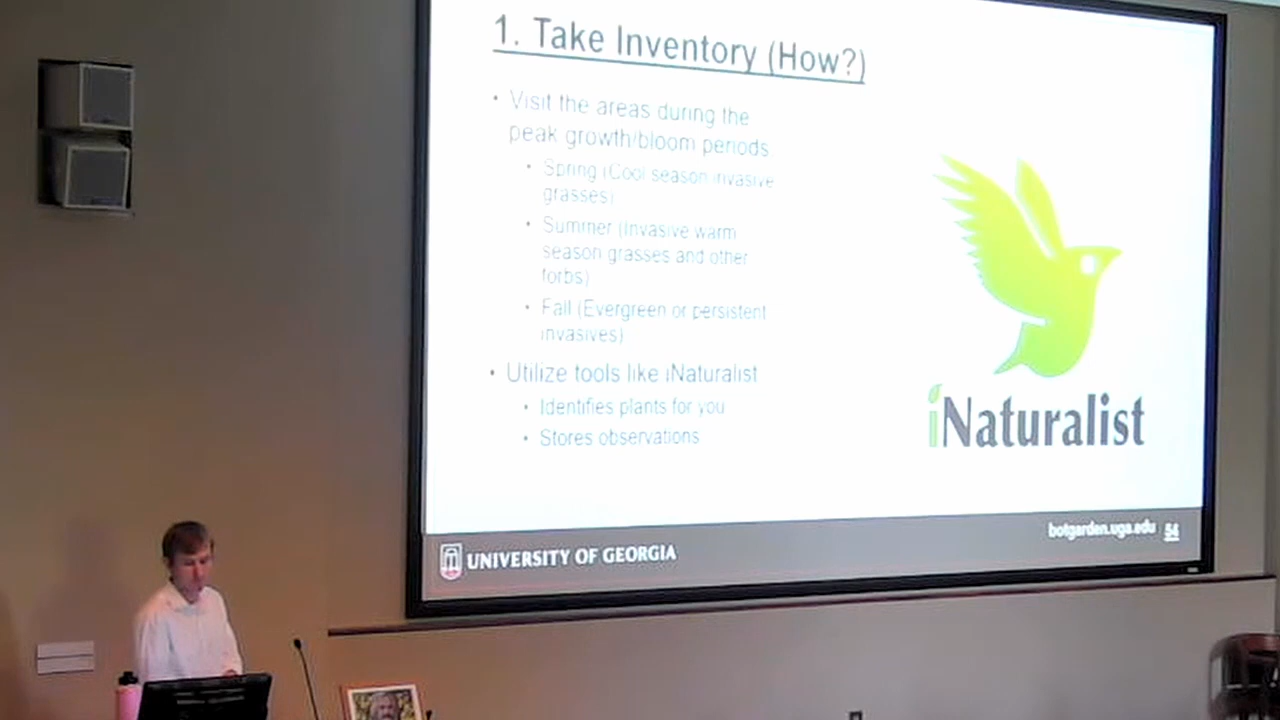 1. Take Inventory (How?)
• Visit the areas during the
peak growth/bloom periods
• Spring (Cool season invasive
grasses)
• Summer (Invasive warm
season grasses and other
forbs)
• Fall (Evergreen or persistent
invasives)
• Utilize tools like iNaturalist
• Identifies plants for you
• Stores observations
iNaturalist
UNIVERSITY OF GEORGIA
botgarden.uga.edu 54